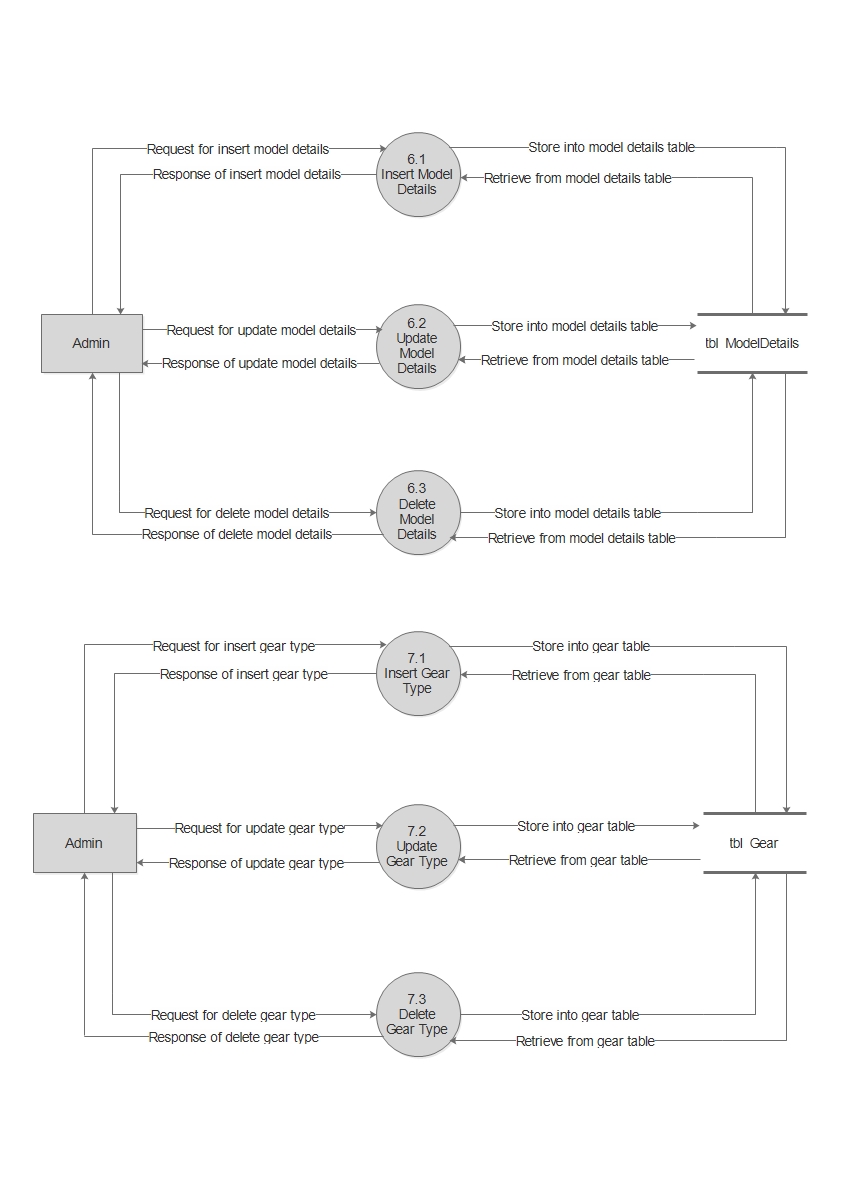 Request for insert model details
Response of insert model details
6.1
Insert Model
Details
Store into model details table
Retrieve from model details table
Admin
Request for update model details
Response of update model details
6.2
Update
Model
Details
Store into model details table
Retrieve from model details table
tbl ModelDetails
Request for delete model details
Response of delete model details
6.3
Delete
Model
Details
Store into model details table
Retrieve from model details table
Request for insert gear type
Response of insert gear type
7.1
Insert Gear
Type
Store into gear table
Retrieve from gear table
Admin
Request for update gear type
Response of update gear type
7.2
Update
Gear Type
Store into gear table
Retrieve from gear table
tbl Gear
Request for delete gear type
Response of delete gear type
7.3
Delete
Gear Type
Store into gear table
Retrieve from gear table